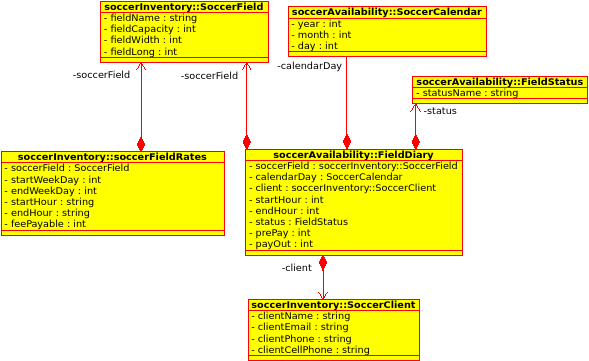 soccerInventory::SoccerField
- fieldName : string
- fieldCapacity : int
- fieldWidth : int
- fieldLong : int
soccerAvailability::SoccerCalendar
- year : int
- month : int
- day : int
-soccerField
-soccerField
-calendarDay
soccerAvailability::FieldStatus
- statusName : string
-status
soccerInventory::soccerFieldRates
- soccerField : SoccerField
- startWeekDay : int
- endWeekDay : int
- startHour : string
- endHour : string
- feePayable : int
soccerAvailability::FieldDiary
- soccerField : soccerInventory::SoccerField
- calendarDay : SoccerCalendar
- client : soccerInventory::SoccerClient
- startHour : int
- endHour : int
- status : FieldStatus
- prePay : int
- payOut : int
-client
soccerInventory::SoccerClient
- clientName : string
- clientEmail : string
- clientPhone : string
- clientCellPhone : string